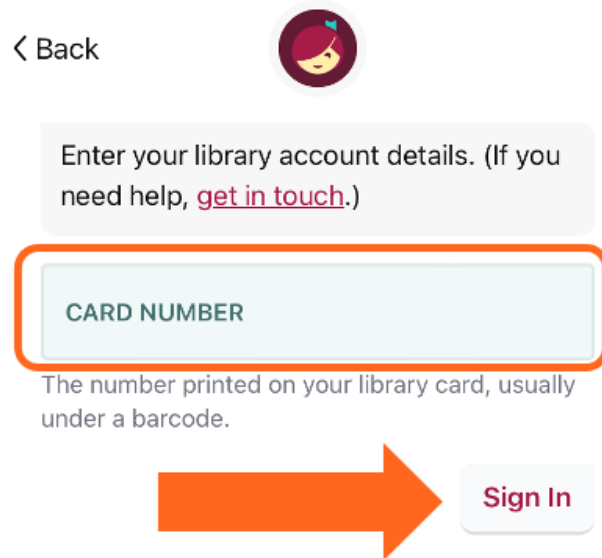 Back
Enter your library account details. (If you
need help, get in touch.)
CARD NUMBER
The number printed on your library card, usually
under a barcode.
Sign In